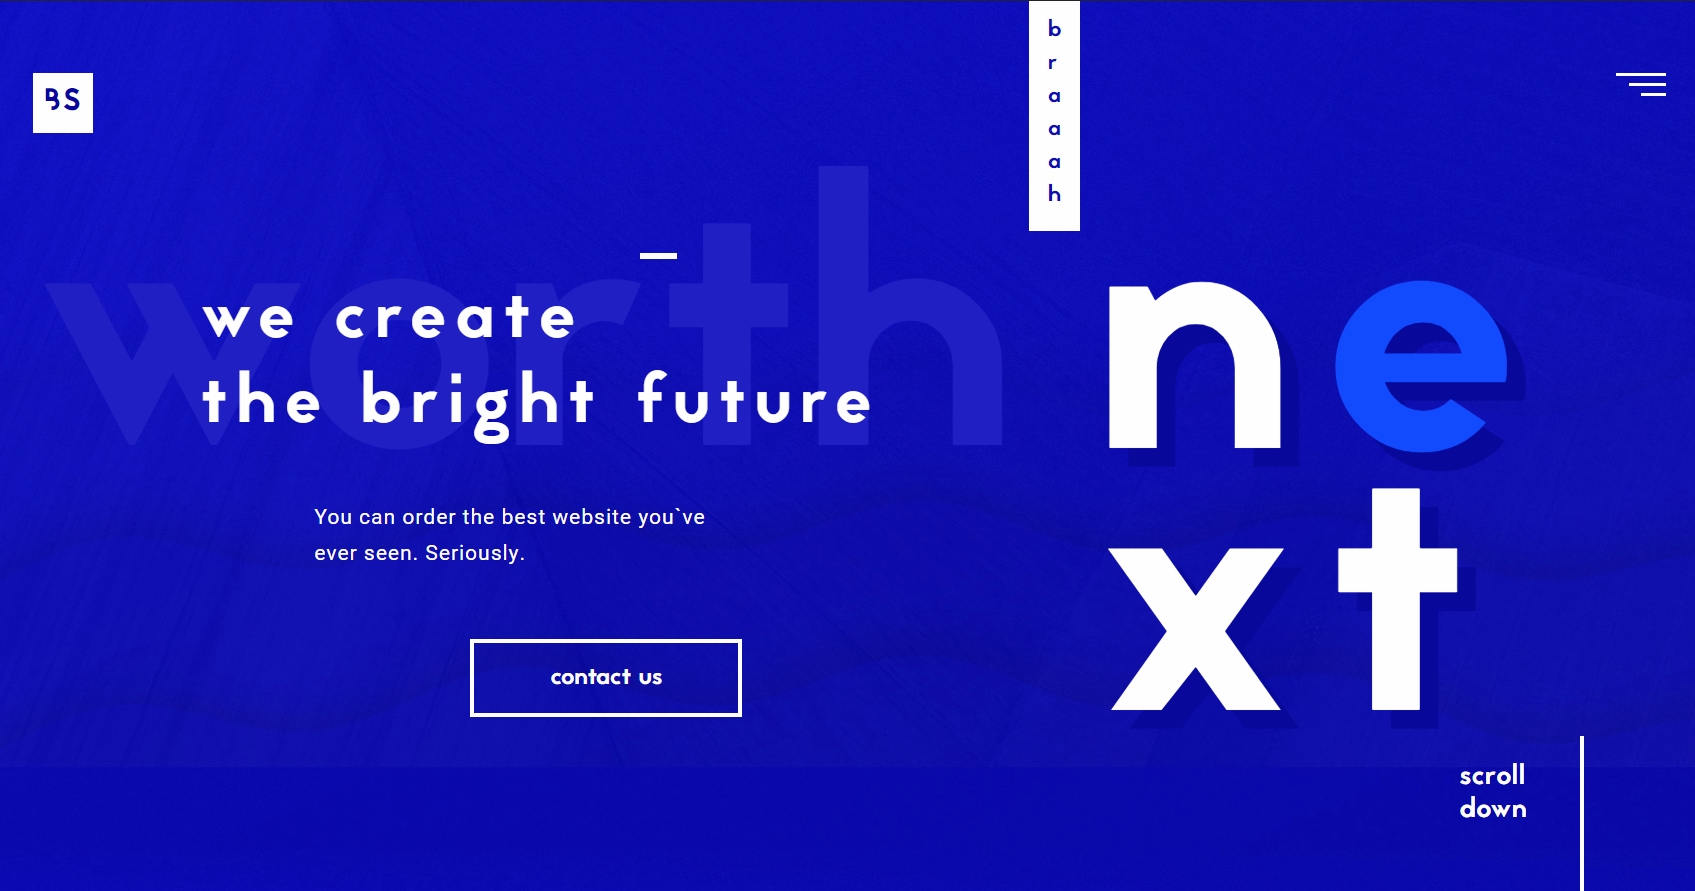 BS
braaah
worth
we create
the bright future
You can order the best website you`ve
ever seen. Seriously.
contact us
ne
xt
scroll
down